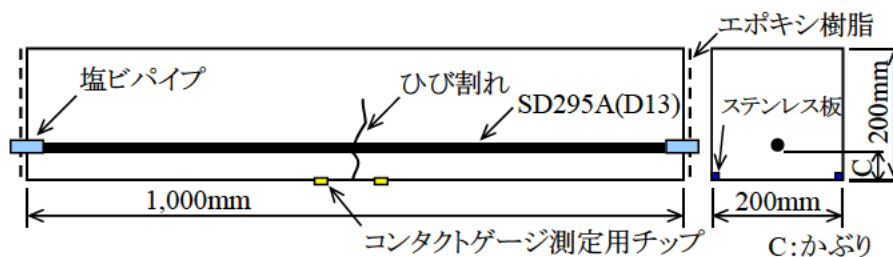 エポキシ樹脂
塩ビパイプ
ひび割れ
SD295A(D13)
ステンレス板
200mm
C
1,000mm
200mm
コンタクトゲージ測定用チップ
C:かぶり